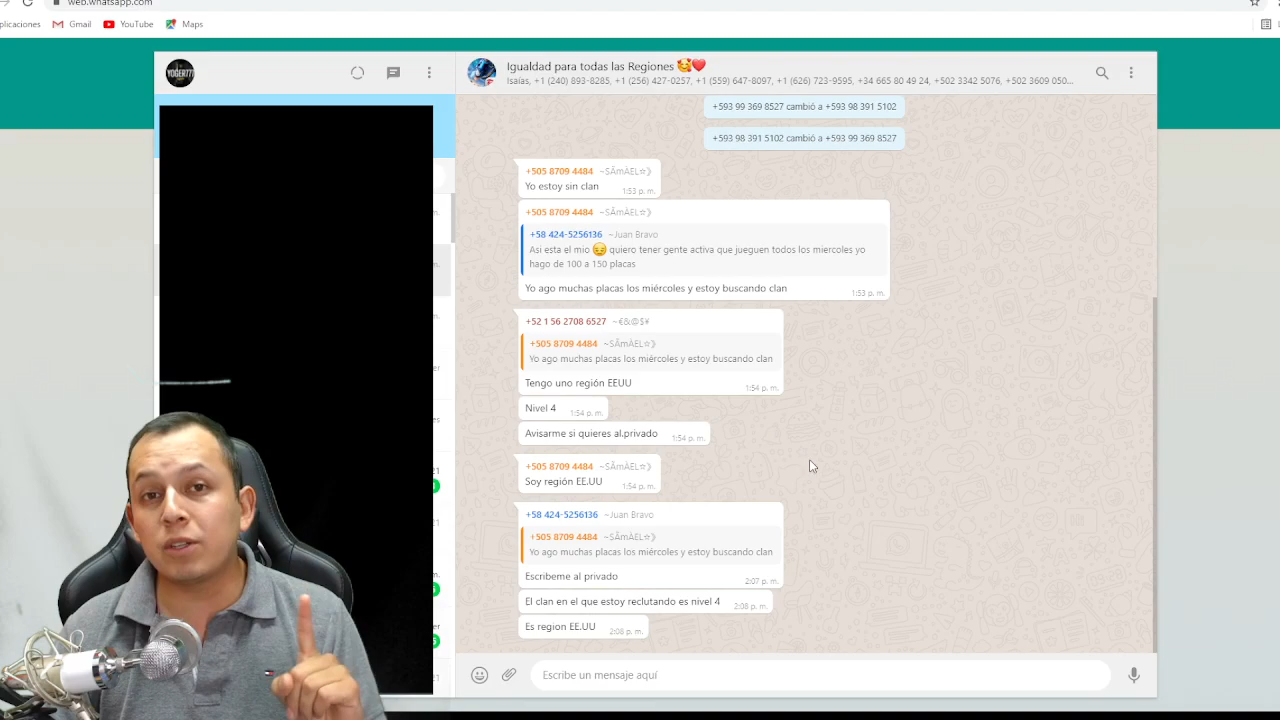 web.whatsapp.com
plicaciones
Gmail
YouTube
Maps
YOGER777
Igualdad para todas las Regiones 🥰❤️
Isaías, +1 (240) 893-8285, +1 (256) 427-0257, +1 (559) 647-8097, +1 (626) 723-9595, +34 665 80 49 24, +502 3342 5076, +502 3609 050...
+593 99 369 8527 cambió a +593 98 391 5102
+593 98 391 5102 cambió a +593 99 369 8527
+505 8709 4484 ~SÃmÀEL☆》
Yo estoy sin clan
1:53 p. m.
+505 8709 4484 ~SÃmÀEL☆》
+58 424-5256136 ~Juan Bravo
Asi esta el mio 😔 quiero tener gente activa que jueguen todos los miercoles yo
hago de 100 a 150 placas
Yo ago muchas placas los miércoles y estoy buscando clan
1:53 p. m.
+52 1 56 2708 6527 ~€&@$¥
+505 8709 4484 ~SÃmÀEL☆》
Yo ago muchas placas los miércoles y estoy buscando clan
Tengo uno región EEUU
1:54 p. m.
Nivel 4 1:54 p. m.
Avisarme si quieres al.privado 1:54 p. m.
+505 8709 4484 ~SÃmÀEL☆》
Soy región EE.UU
1:54 p. m.
+58 424-5256136 ~Juan Bravo
+505 8709 4484 ~SÃmÀEL☆》
Yo ago muchas placas los miércoles y estoy buscando clan
Escribeme al privado
2:07 p. m.
El clan en el que estoy reclutando es nivel 4 2:08 p. m.
Es region EE.UU 2:08 p. m.
Escribe un mensaje aquí